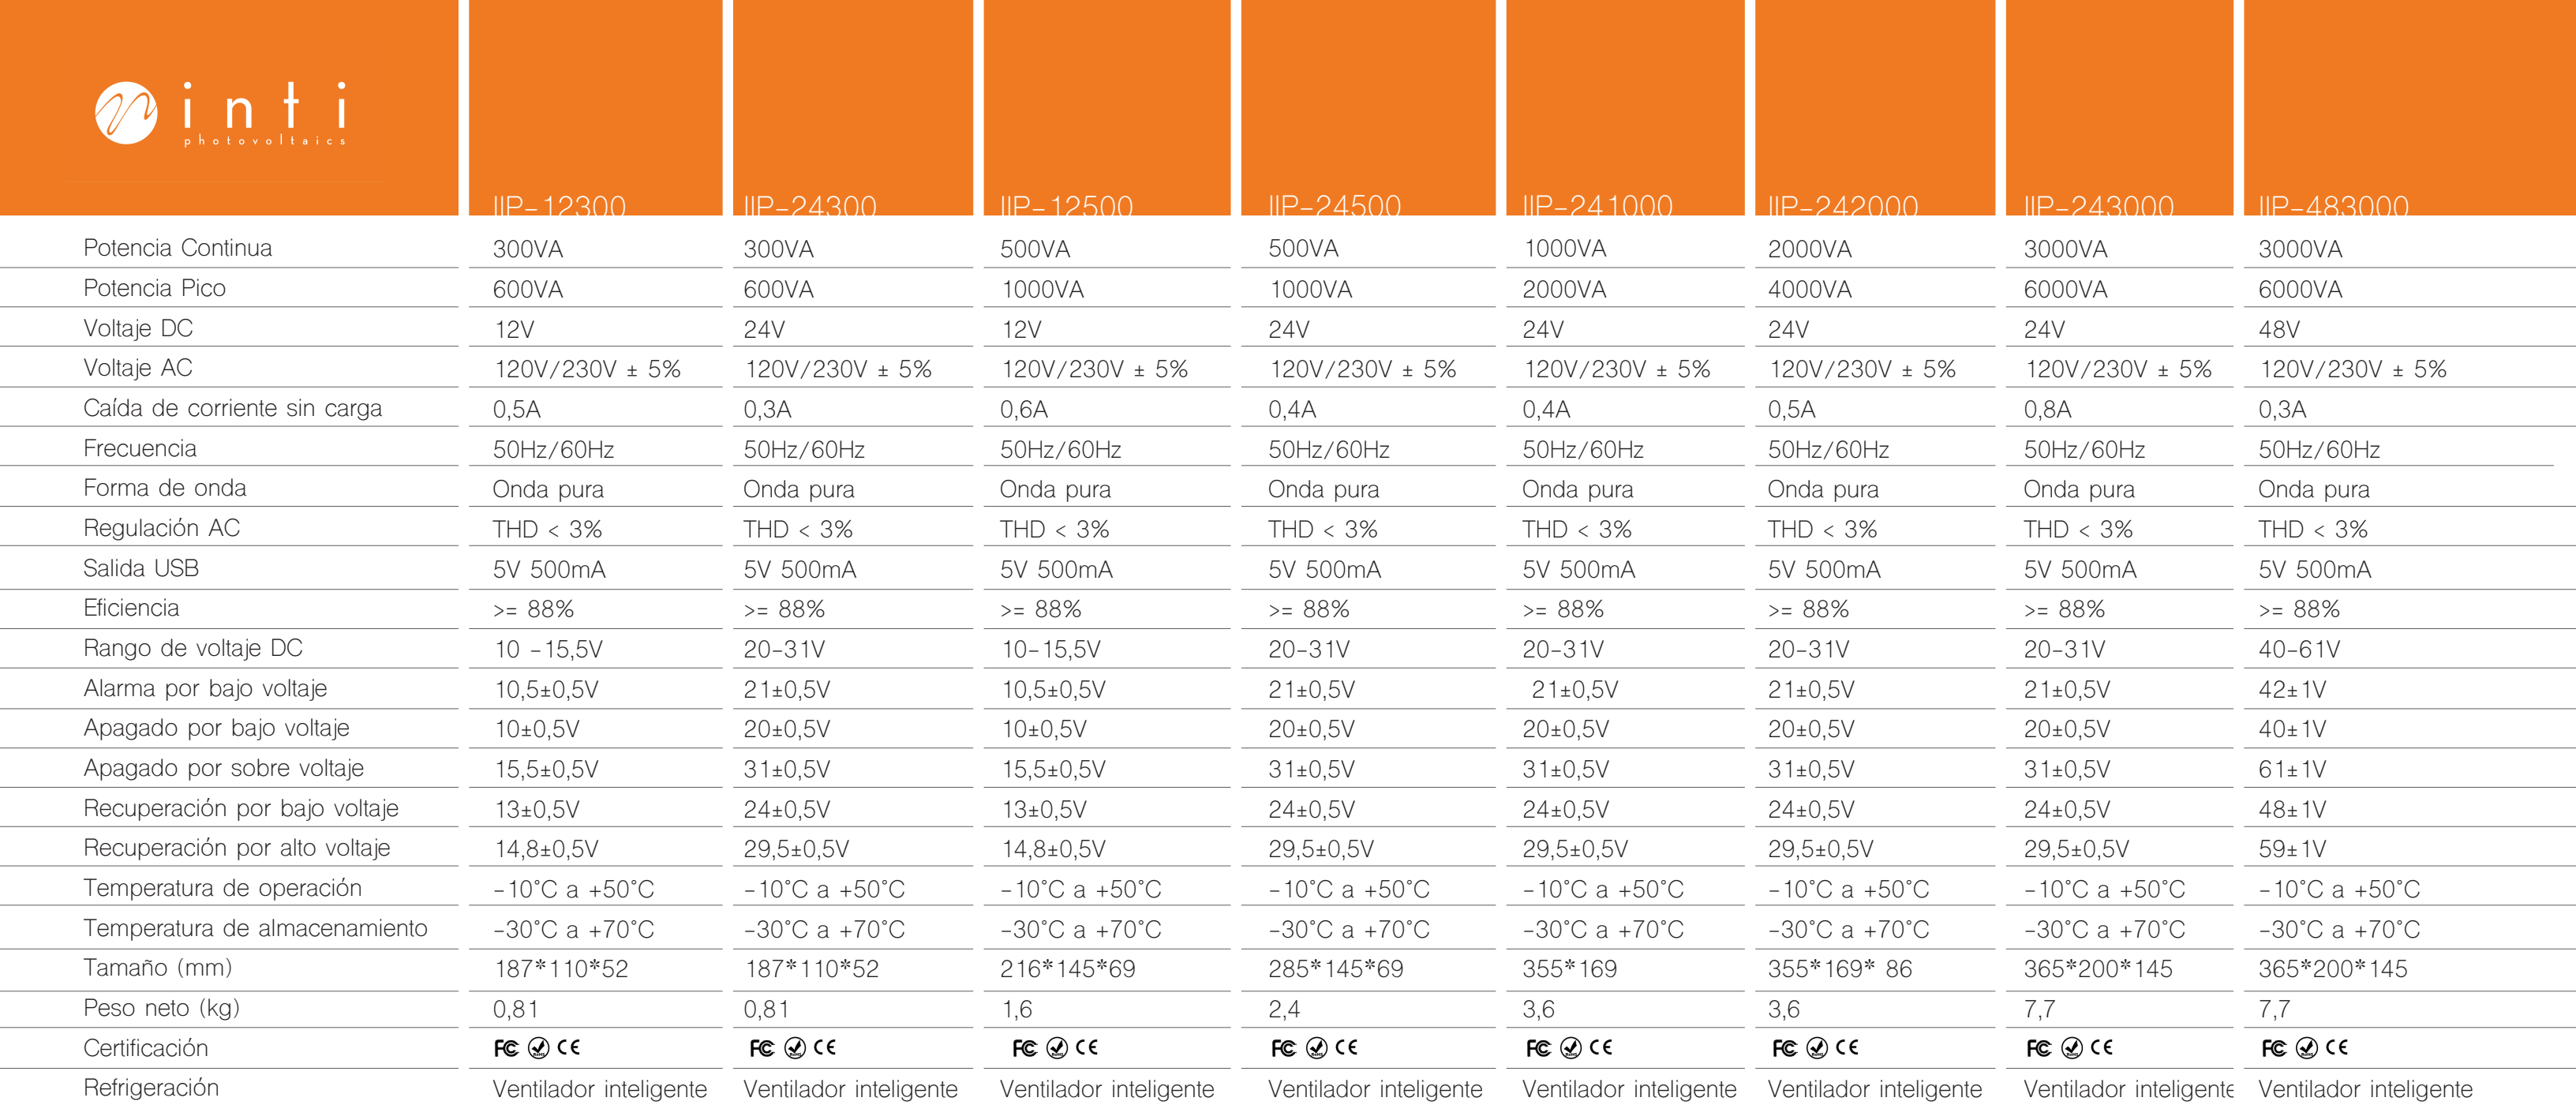 inti
photovoltaics
IIP-12300 IIP-24300 IIP-12500 IIP-24500 IIP-241000 IIP-242000 IIP-243000 IIP-483000
Potencia Continua 300VA 300VA 500VA 500VA 1000VA 2000VA 3000VA 3000VA
Potencia Pico 600VA 600VA 1000VA 1000VA 2000VA 4000VA 6000VA 6000VA
Voltaje DC 12V 24V 12V 24V 24V 24V 24V 48V
Voltaje AC 120V/230V ± 5% 120V/230V ± 5% 120V/230V ± 5% 120V/230V ± 5% 120V/230V ± 5% 120V/230V ± 5% 120V/230V ± 5% 120V/230V ± 5%
Caída de corriente sin carga 0,5A 0,3A 0,6A 0,4A 0,4A 0,5A 0,8A 0,3A
Frecuencia 50Hz/60Hz 50Hz/60Hz 50Hz/60Hz 50Hz/60Hz 50Hz/60Hz 50Hz/60Hz 50Hz/60Hz 50Hz/60Hz
Forma de onda Onda pura Onda pura Onda pura Onda pura Onda pura Onda pura Onda pura Onda pura
Regulación AC THD < 3% THD < 3% THD < 3% THD < 3% THD < 3% THD < 3% THD < 3% THD < 3%
Salida USB 5V 500mA 5V 500mA 5V 500mA 5V 500mA 5V 500mA 5V 500mA 5V 500mA 5V 500mA
Eficiencia >= 88% >= 88% >= 88% >= 88% >= 88% >= 88% >= 88% >= 88%
Rango de voltaje DC 10 -15,5V 20-31V 10-15,5V 20-31V 20-31V 20-31V 20-31V 40-61V
Alarma por bajo voltaje 10,5±0,5V 21±0,5V 10,5±0,5V 21±0,5V 21±0,5V 21±0,5V 21±0,5V 42±1V
Apagado por bajo voltaje 10±0,5V 20±0,5V 10±0,5V 20±0,5V 20±0,5V 20±0,5V 20±0,5V 40±1V
Apagado por sobre voltaje 15,5±0,5V 31±0,5V 15,5±0,5V 31±0,5V 31±0,5V 31±0,5V 31±0,5V 61±1V
Recuperación por bajo voltaje 13±0,5V 24±0,5V 13±0,5V 24±0,5V 24±0,5V 24±0,5V 24±0,5V 48±1V
Recuperación por alto voltaje 14,8±0,5V 29,5±0,5V 14,8±0,5V 29,5±0,5V 29,5±0,5V 29,5±0,5V 29,5±0,5V 59±1V
Temperatura de operación -10°C a +50°C -10°C a +50°C -10°C a +50°C -10°C a +50°C -10°C a +50°C -10°C a +50°C -10°C a +50°C -10°C a +50°C
Temperatura de almacenamiento -30°C a +70°C -30°C a +70°C -30°C a +70°C -30°C a +70°C -30°C a +70°C -30°C a +70°C -30°C a +70°C -30°C a +70°C
Tamaño (mm) 187*110*52 187*110*52 216*145*69 285*145*69 355*169 355*169* 86 365*200*145 365*200*145
Peso neto (kg) 0,81 0,81 1,6 2,4 3,6 3,6 7,7 7,7
Certificación FC CE FC CE FC CE FC CE FC CE FC CE FC CE FC CE
Refrigeración Ventilador inteligente Ventilador inteligente Ventilador inteligente Ventilador inteligente Ventilador inteligente Ventilador inteligente Ventilador inteligente Ventilador inteligente